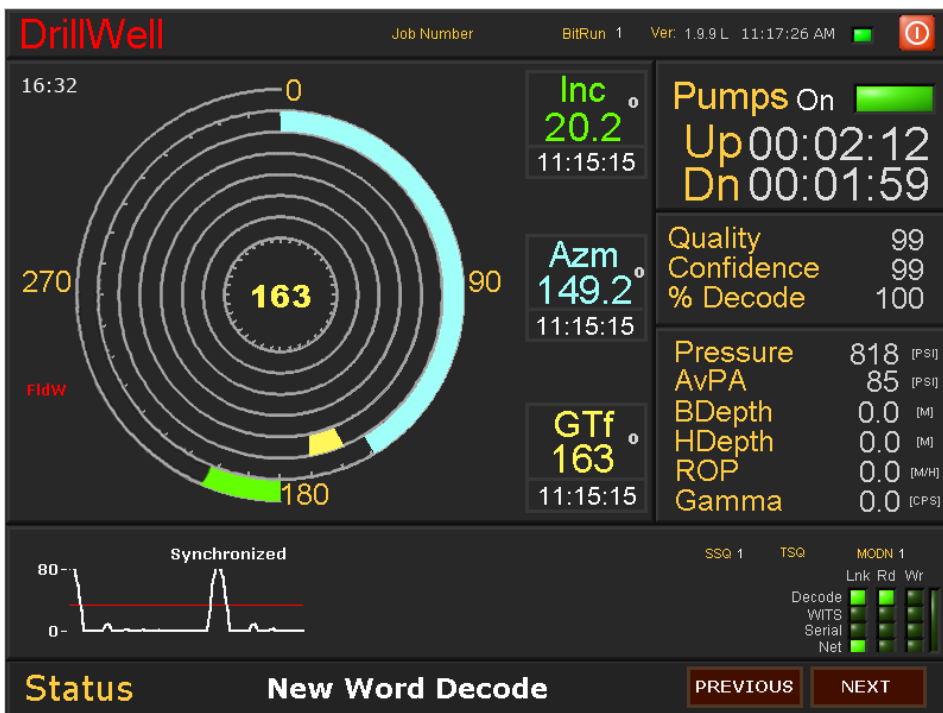 DrillWell Job Number BitRun 1 Ver: 1.9.9 L 11:17:26 AM
16:32
0
90
180
270
163
FldW
Inc °
20.2
11:15:15
Azm °
149.2
11:15:15
GTf °
163
11:15:15
Pumps On
Up 00:02:12
Dn 00:01:59
Quality 99
Confidence 99
% Decode 100
Pressure 818 [PSI]
AvPA 85 [PSI]
BDepth 0.0 [M]
HDepth 0.0 [M]
ROP 0.0 [M/H]
Gamma 0.0 [CPS]
Synchronized
80-
0-
SSQ 1 TSQ MODN 1
Lnk Rd Wr
Decode
WITS
Serial
Net
Status New Word Decode PREVIOUS NEXT